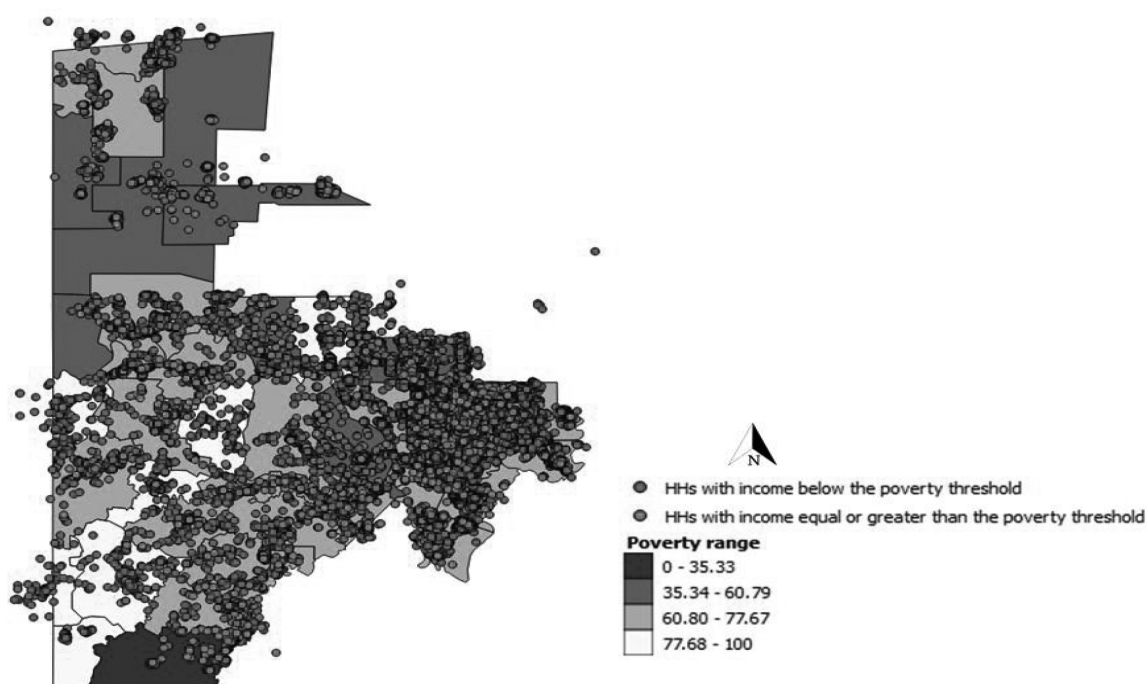 N
HHs with income below the poverty threshold
HHs with income equal or greater than the poverty threshold
Poverty range
0 - 35.33
35.34 - 60.79
60.80 - 77.67
77.68 - 100